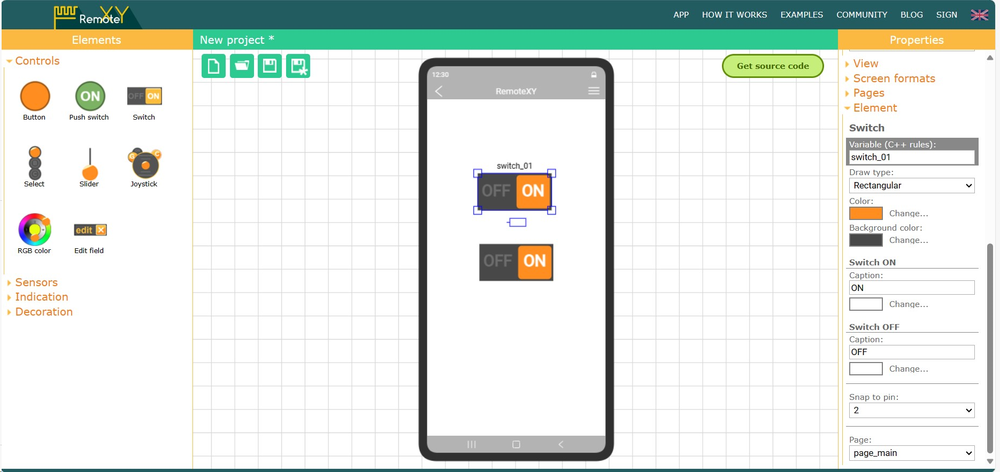 RemoteXY
APP HOW IT WORKS EXAMPLES COMMUNITY BLOG SIGN
Elements
New project *
Properties
Controls
Button
ON
Push switch
OFF ON
Switch
B
C
Select
Slider
G C
Joystick
RGB color
edit
Edit field
Sensors
Indication
Decoration
Get source code
12:30
RemoteXY
switch_01
OFF ON
OFF ON
View
Screen formats
Pages
Element
Switch
Variable (C++ rules):
switch_01
Draw type:
Rectangular
Color:
Change...
Background color:
Change...
Switch ON
Caption:
ON
Change...
Switch OFF
Caption:
OFF
Change...
Snap to pin:
2
Page:
page_main